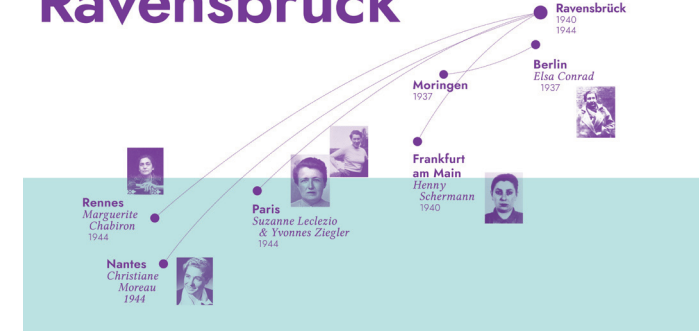 Ravensbrück
Ravensbrück
1940
1944
Berlin
Elsa Conrad
1937
Moringen
1937
Frankfurt
am Main
Henny
Schermann
1940
Rennes
Marguerite
Chabiron
1944
Paris
Suzanne Leclezio
& Yvonnes Ziegler
1944
Nantes
Christiane
Moreau
1944